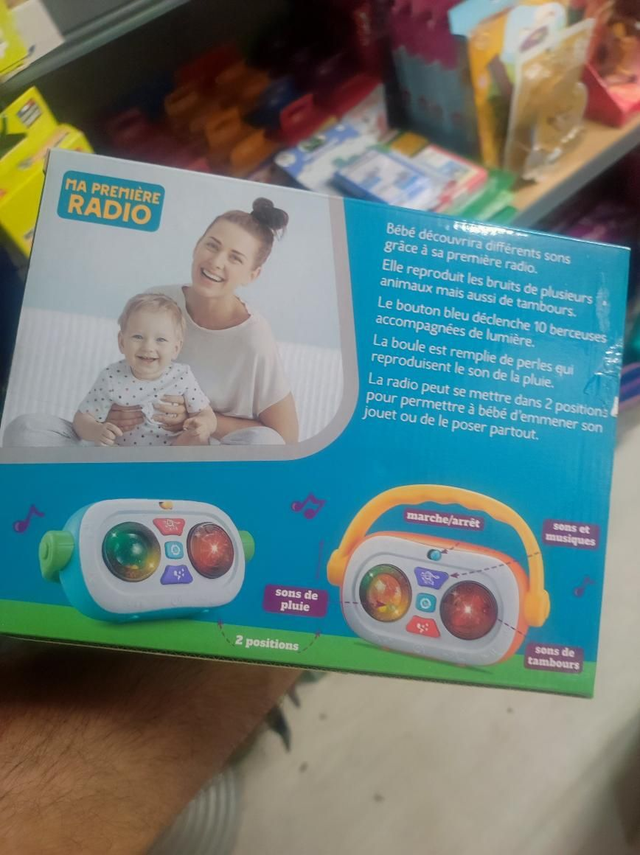 MA PREMIÈRE
RADIO
Bébé découvrira différents sons
grâce à sa première radio.
Elle reproduit les bruits de plusieurs
animaux mais aussi de tambours.
Le bouton bleu déclenche 10 berceuses
accompagnées de lumière.
La boule est remplie de perles qui
reproduisent le son de la pluie.
La radio peut se mettre dans 2 positions
pour permettre à bébé d'emmener son
jouet ou de le poser partout.
marche/arrêt
sons et
musiques
sons de
pluie
2 positions
sons de
tambours